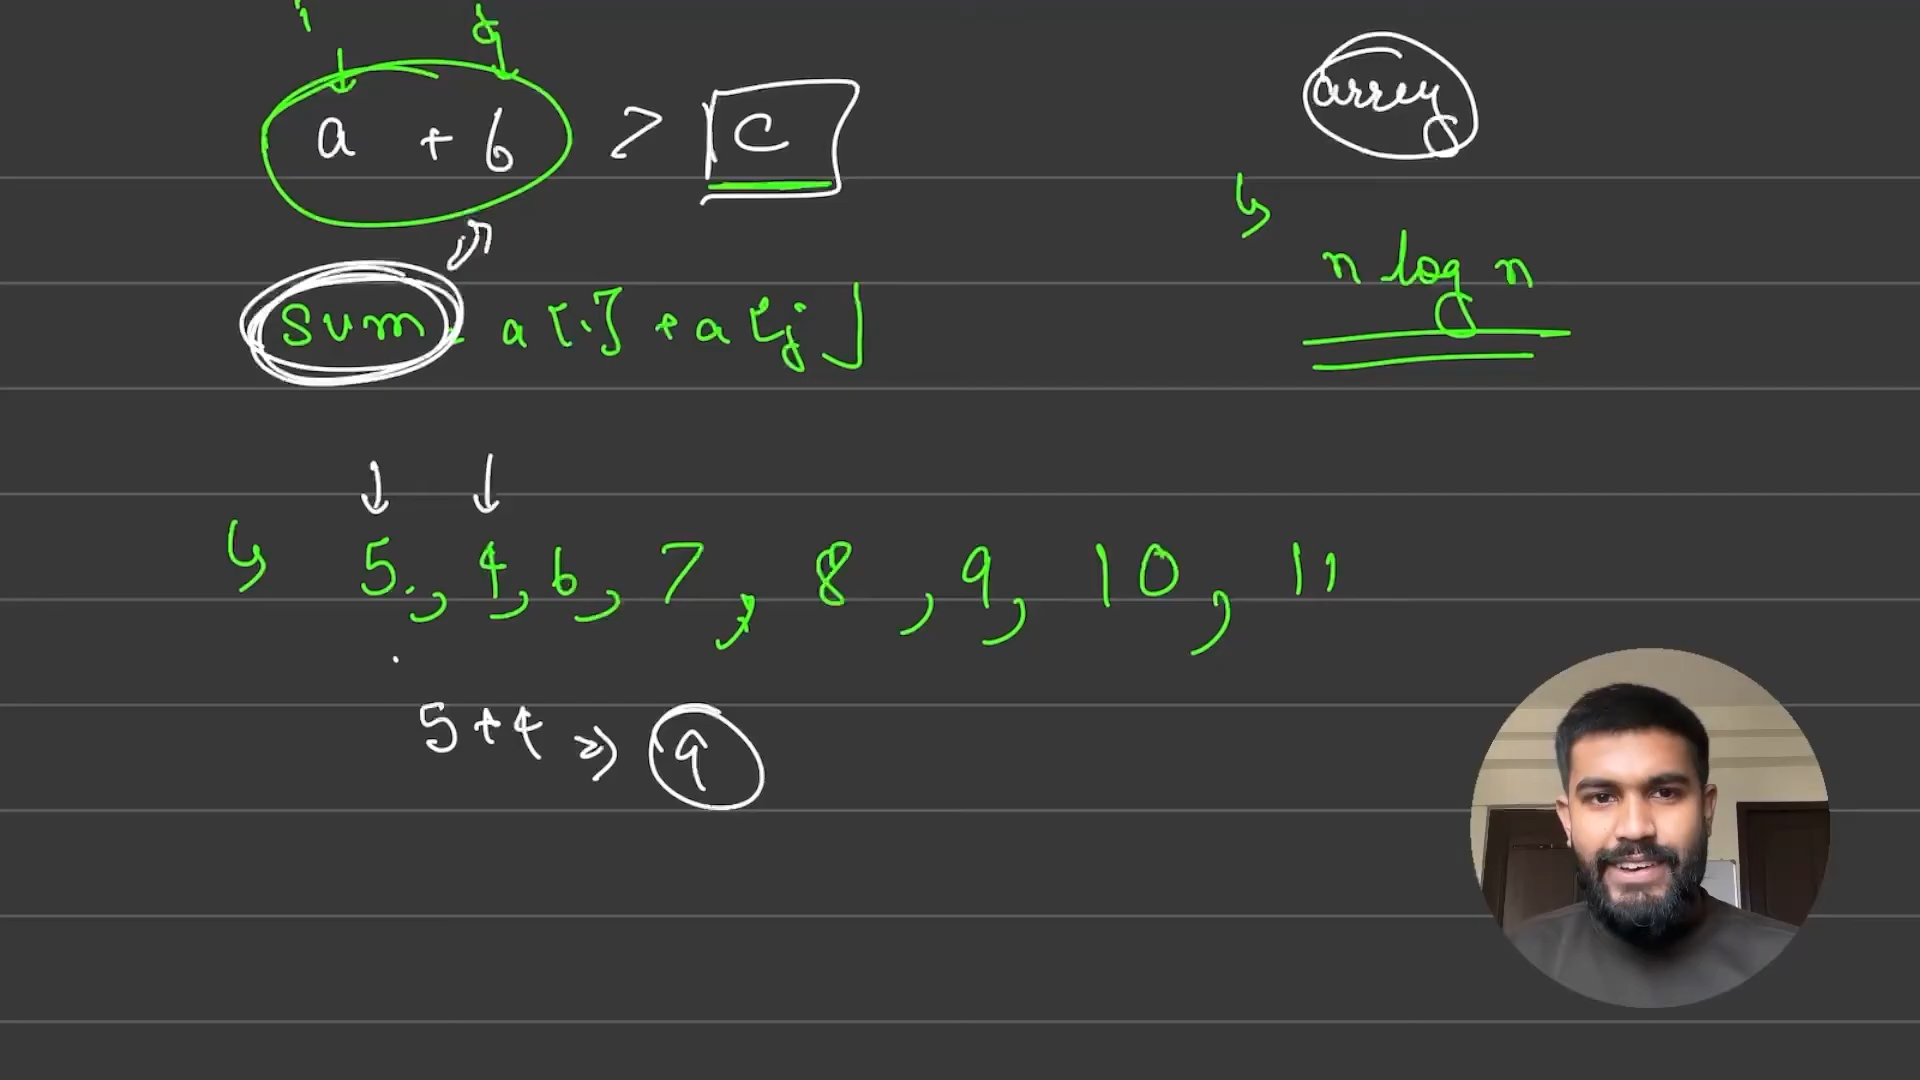 i j
a + b > C
array
n log n
sum = a[i] + a[j]
↳ 5, 4, 6, 7, 8, 9, 10, 11
5+4 => 9